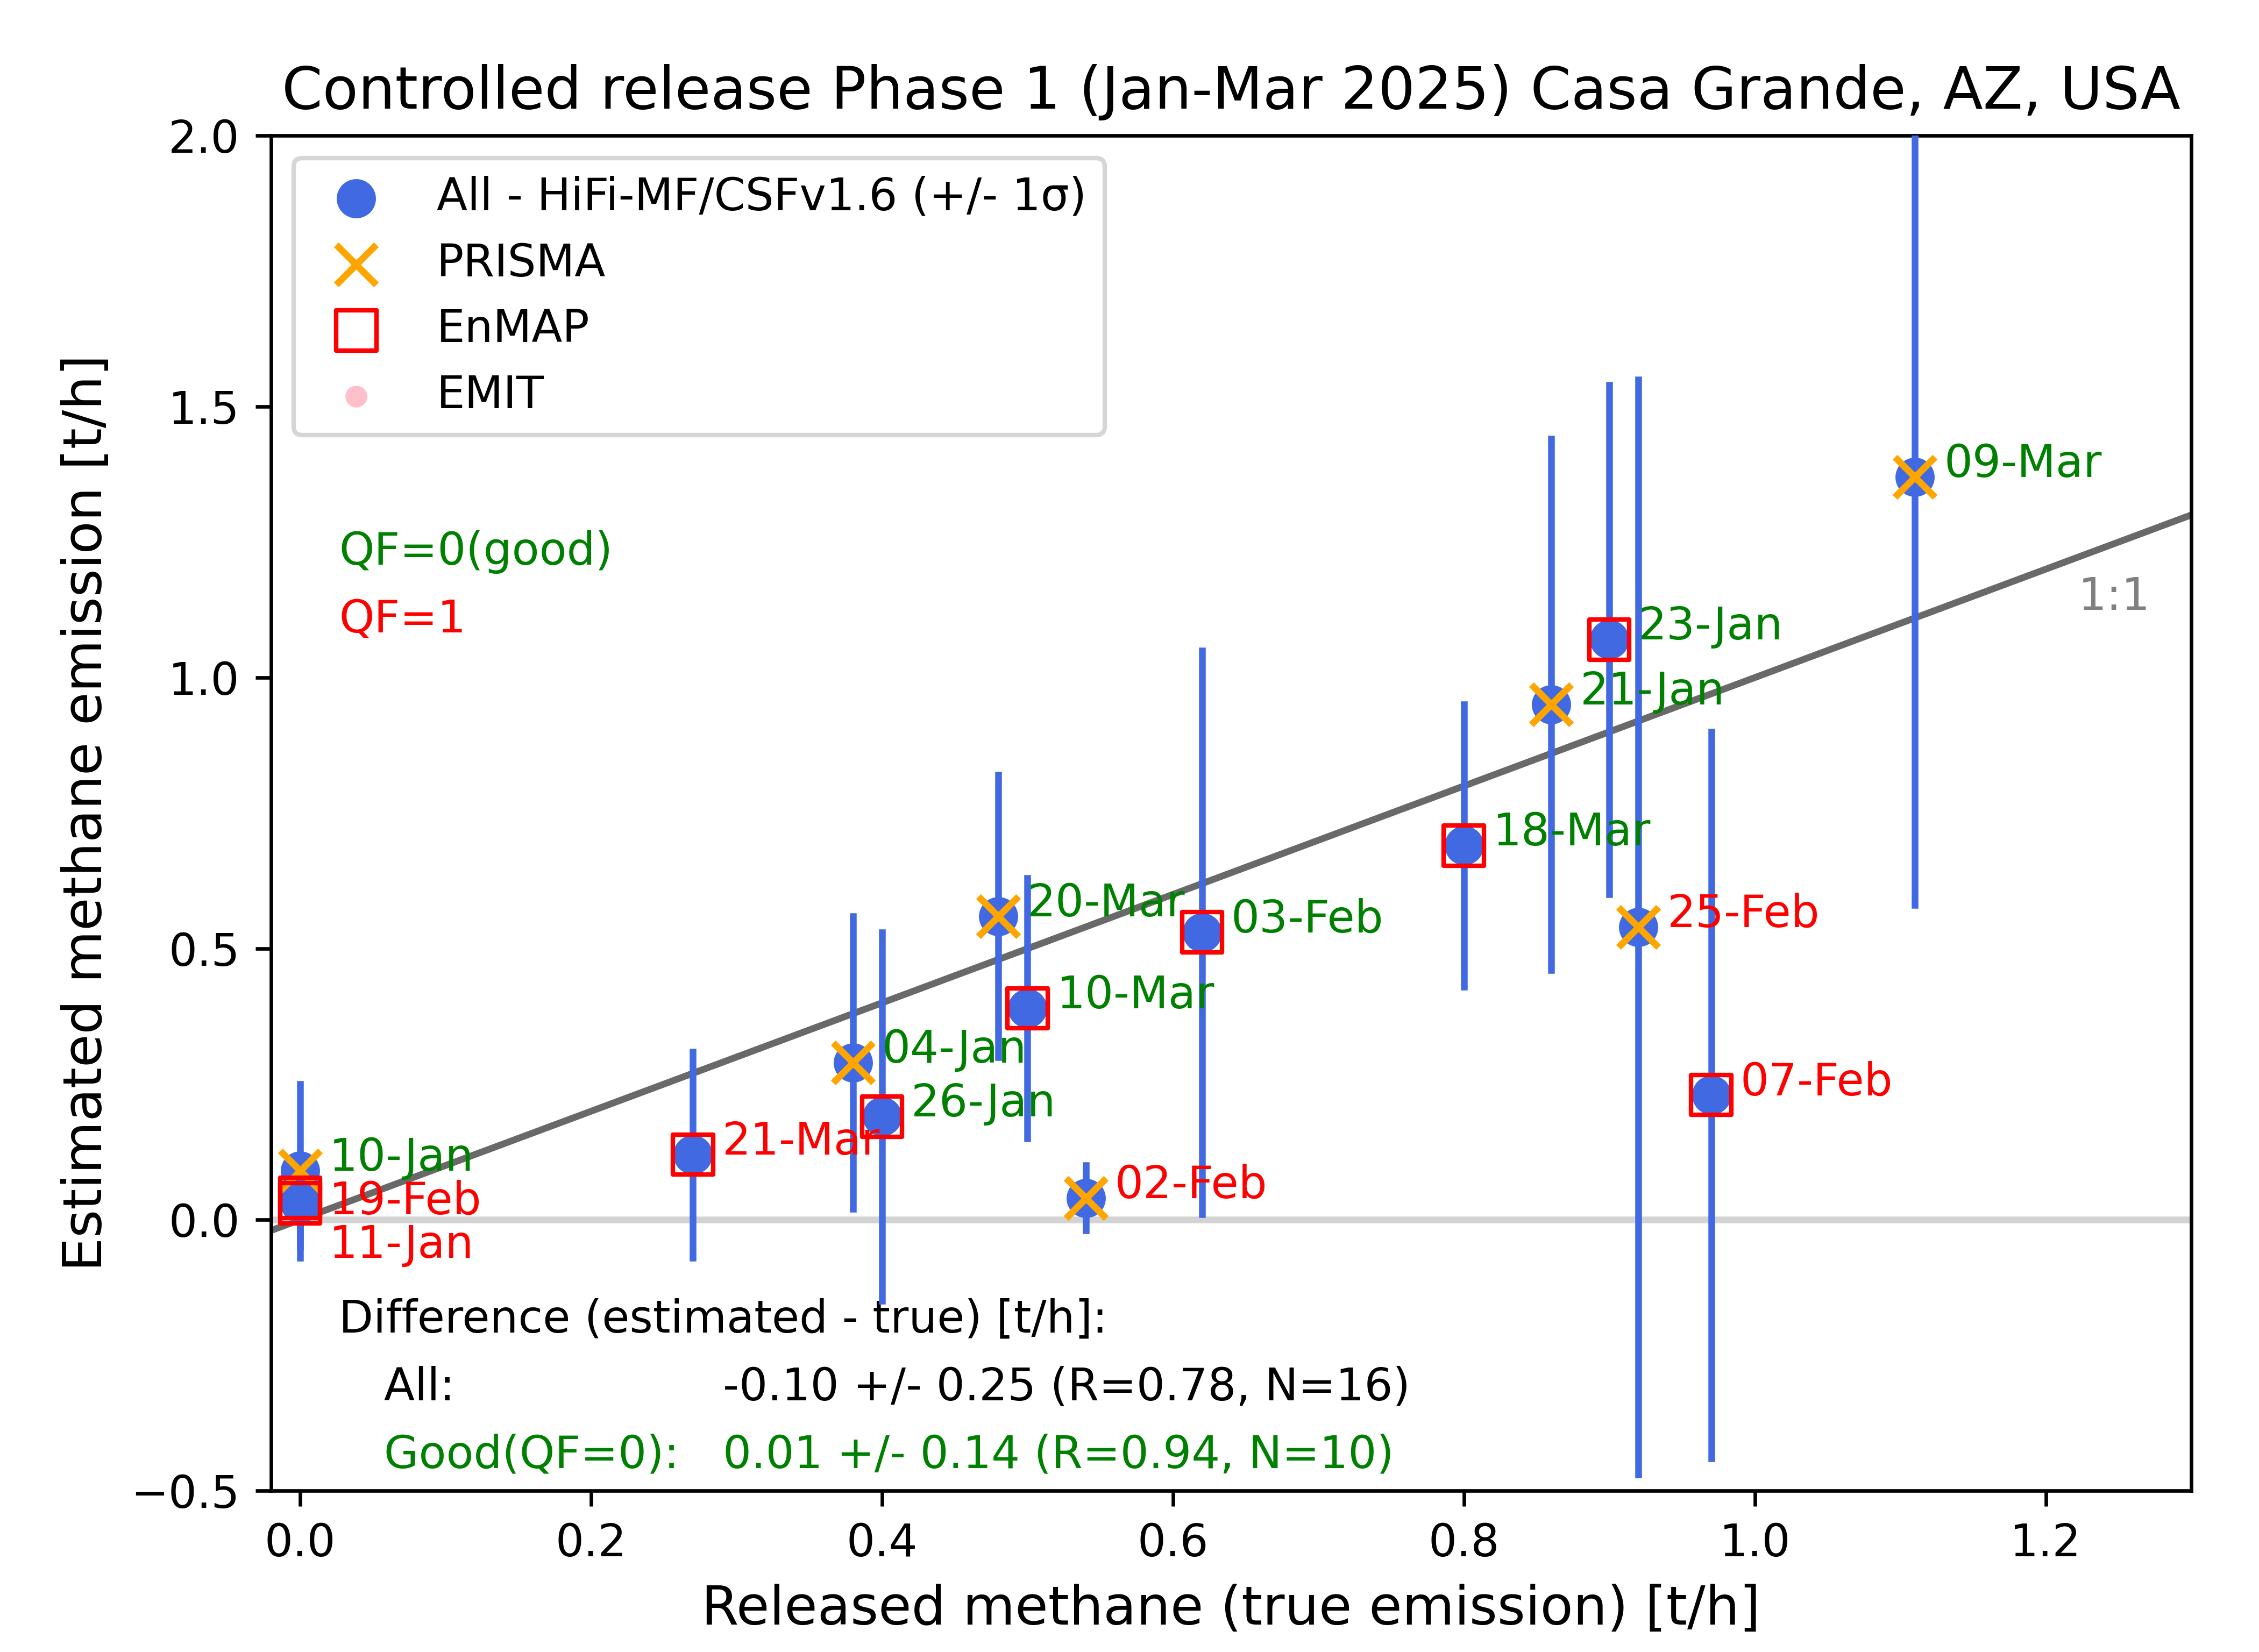 Controlled release Phase 1 (Jan-Mar 2025) Casa Grande, AZ, USA
2.0
All - HiFi-MF/CSFv1.6 (+/- 1σ)
PRISMA
EnMAP
EMIT
1.5
09-Mar
QF=0(good)
1:1
QF=1
23-Jan
1.0
21-Jan
18-Mar
20-Mar
25-Feb
03-Feb
0.5
10-Mar
04-Jan
07-Feb
26-Jan
21-Mar
10-Jan
02-Feb
19-Feb
0.0
11-Jan
Difference (estimated - true) [t/h]:
All: -0.10 +/- 0.25 (R=0.78, N=16)
Good(QF=0): 0.01 +/- 0.14 (R=0.94, N=10)
−0.5
0.0 0.2 0.4 0.6 0.8 1.0 1.2
Released methane (true emission) [t/h]
Estimated methane emission [t/h]